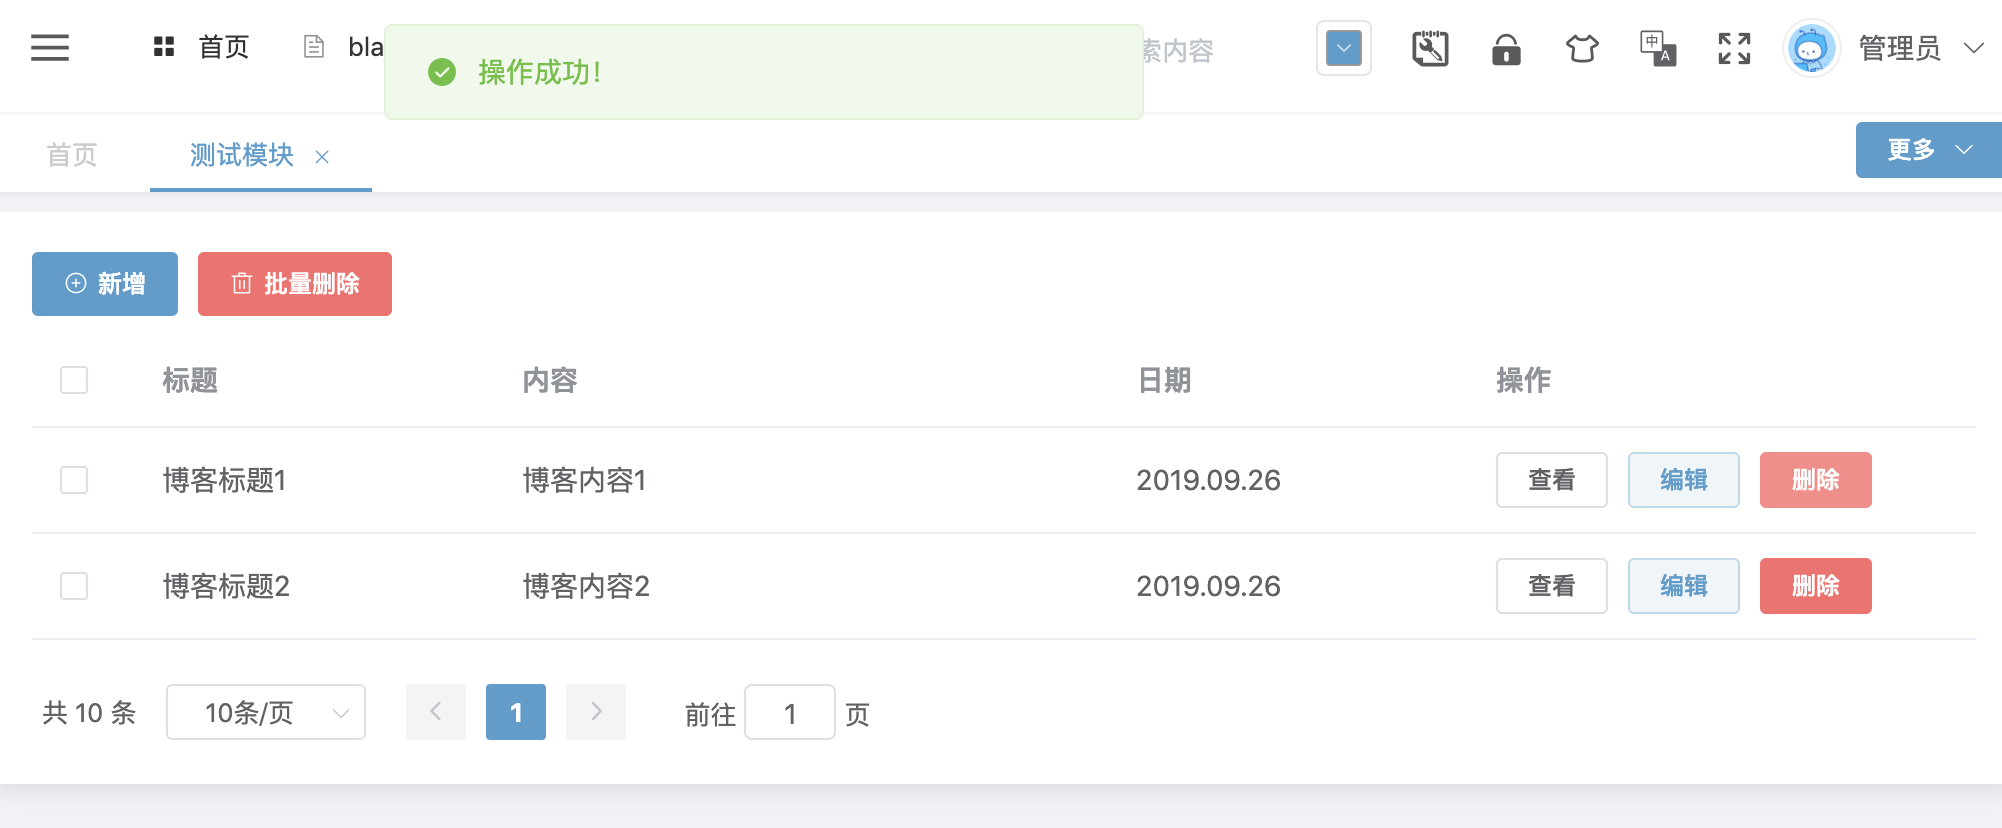 首页 bla 操作成功! 索内容 中 A 管理员
首页 测试模块 更多
新增 批量删除
标题 内容 日期 操作
博客标题1 博客内容1 2019.09.26 查看 编辑 删除
博客标题2 博客内容2 2019.09.26 查看 编辑 删除
共 10 条 10条/页 1 前往 1 页